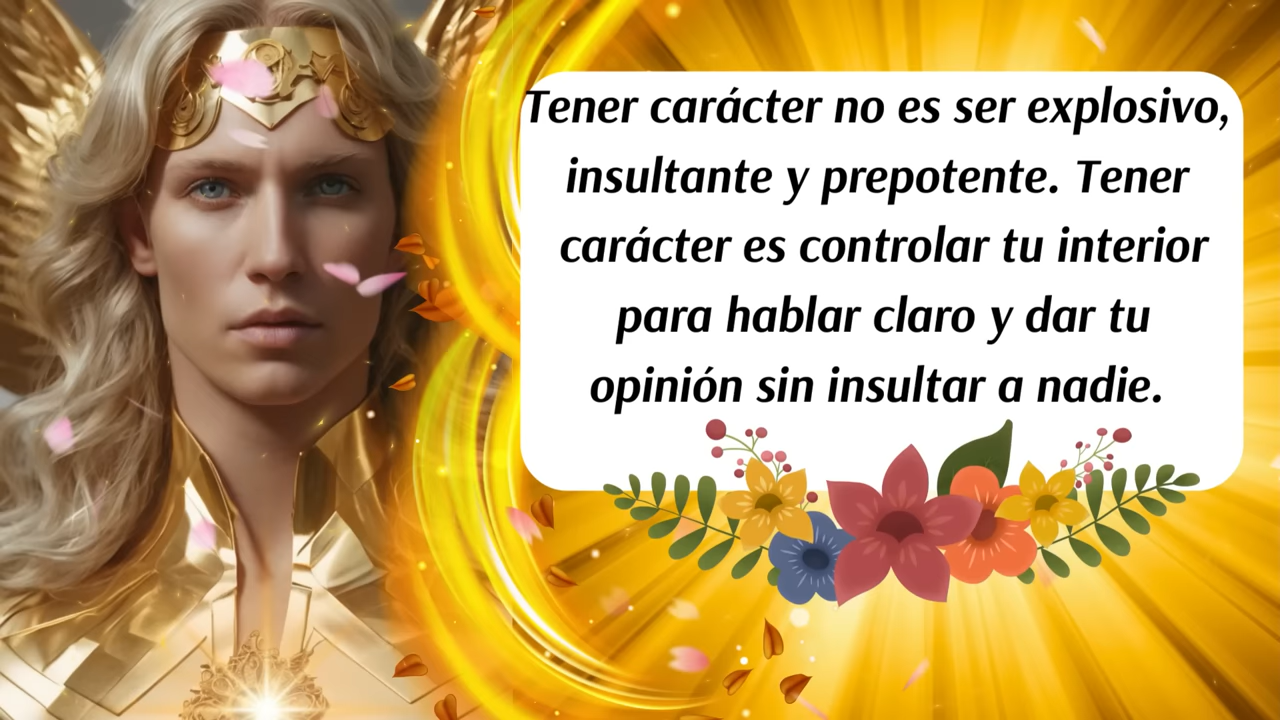 Tener carácter no es ser explosivo,
insultante y prepotente. Tener
carácter es controlar tu interior
para hablar claro y dar tu
opinión sin insultar a nadie.